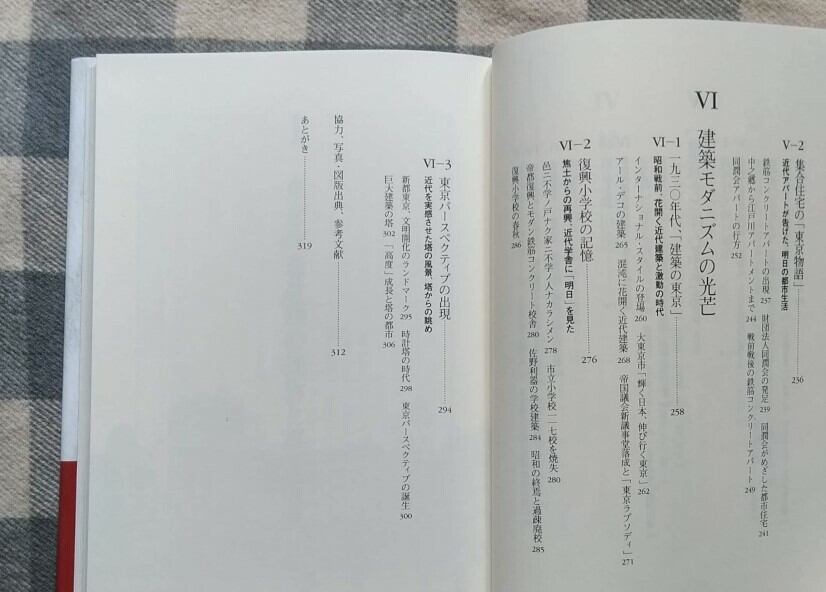 V−2 集合住宅の「東京物語」 236
近代アパートが告げた、明日の都市生活
鉄筋コンクリートアパートの出現 237 財団法人同潤会の発足 239 同潤会がめざした都市住宅 241
中之郷から江戸川アパートメントまで 244 戦前戦後の鉄筋コンクリートアパート 249
同潤会アパートの行方 252
VI 建築モダニズムの光芒
VI−1 一九三〇年代、「建築の東京」 258
昭和戦前、花開く近代建築と激動の時代
インターナショナル・スタイルの登場 260 大東京市「輝く日本、伸び行く東京」 262
アール・デコの建築 265 混沌に花開く近代建築 268 帝国議会新議事堂落成と「東京ラプソディ」 271
VI−2 復興小学校の記憶 276
焦土からの再興、近代学舎に「明日」を見た
邑ニ不学ノ戸ナク家ニ不学ノ人ナカラシメン 278 市立小学校一一七校を焼失 280
帝都復興とモダン鉄筋コンクリート校舎 280 佐野利器の学校建築 284 昭和の終焉と過疎廃校 285
復興小学校の春秋 286
VI−3 東京パースペクティブの出現 294
近代を実感させた塔の風景、塔からの眺め
新都東京、文明開化のランドマーク 295 時計塔の時代 298 東京パースペクティブの誕生 300
巨大建築の塔 302 「高度」成長と塔の都市 306
協力、写真・図版出典、参考文献 312
あとがき 319